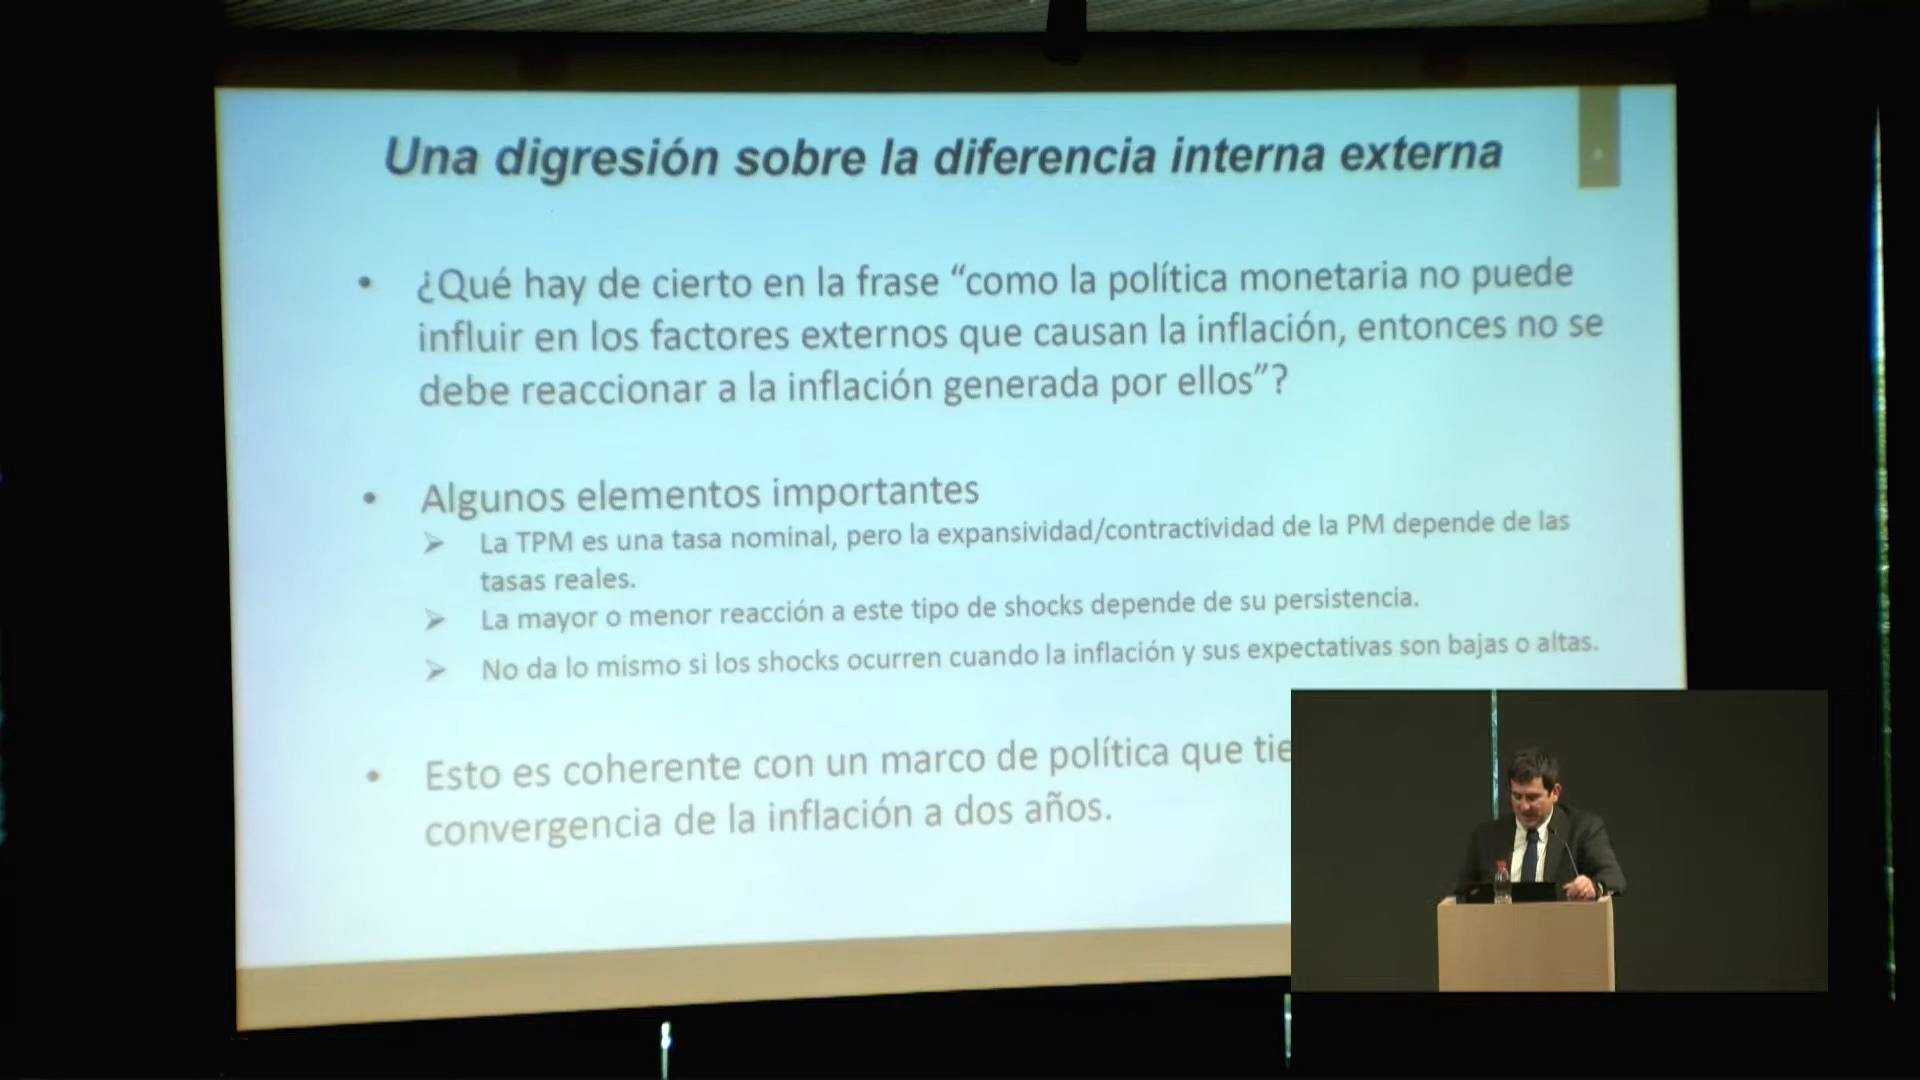 Una digresión sobre la diferencia interna externa
• ¿Qué hay de cierto en la frase “como la política monetaria no puede
influir en los factores externos que causan la inflación, entonces no se
debe reaccionar a la inflación generada por ellos”?
• Algunos elementos importantes
➢ La TPM es una tasa nominal, pero la expansividad/contractividad de la PM depende de las
tasas reales.
➢ La mayor o menor reacción a este tipo de shocks depende de su persistencia.
➢ No da lo mismo si los shocks ocurren cuando la inflación y sus expectativas son bajas o altas.
• Esto es coherente con un marco de política que
convergencia de la inflación a dos años.